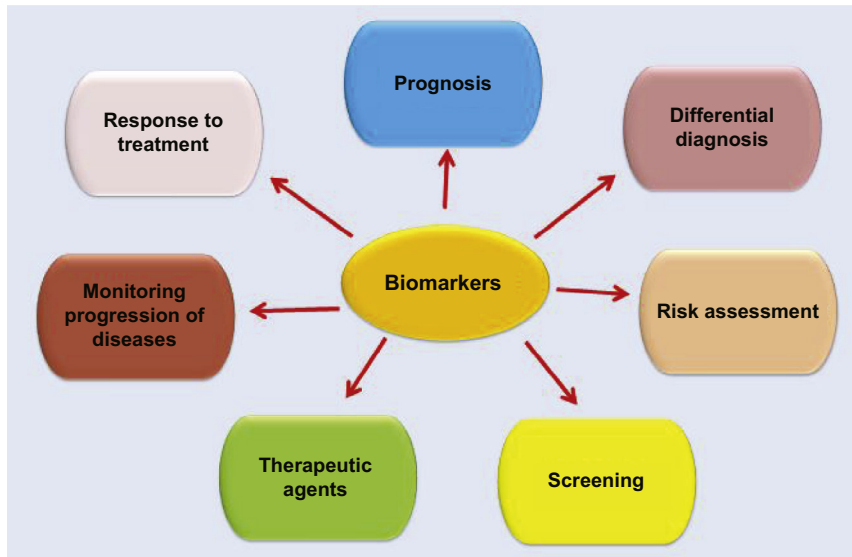 Prognosis
Response to
treatment
Differential
diagnosis
Biomarkers
Monitoring
progression of
diseases
Risk assessment
Therapeutic
agents
Screening